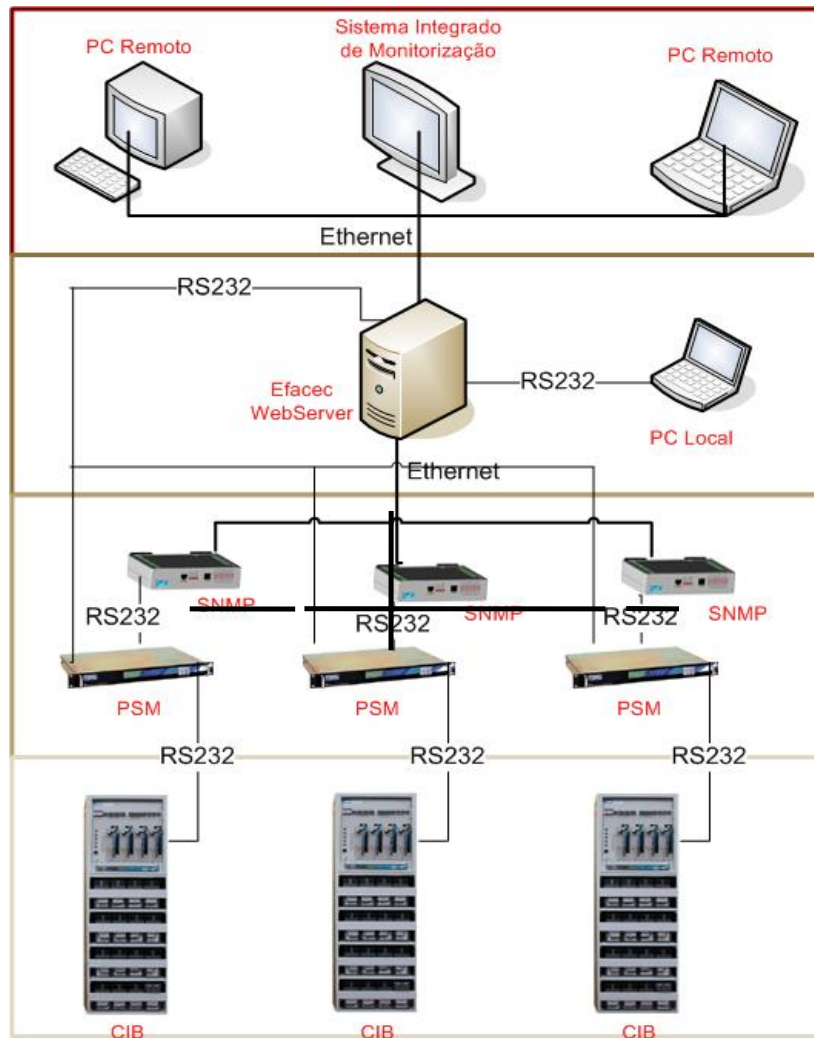 PC Remoto
Sistema Integrado
de Monitorização
PC Remoto
Ethernet
RS232
Efacec
WebServer
RS232
PC Local
Ethernet
SNMP
SNMP
SNMP
RS232
RS232
RS232
PSM
PSM
PSM
RS232
RS232
RS232
CIB
CIB
CIB